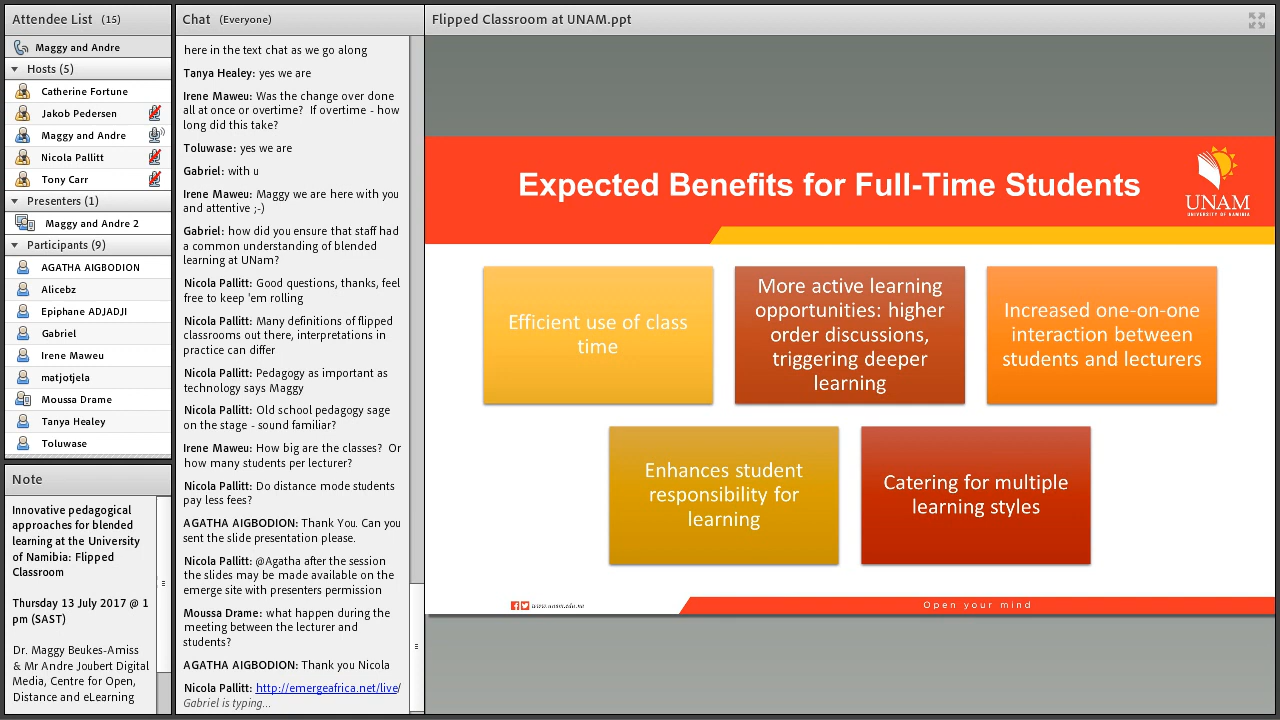 Attendee List (15)
Maggy and Andre
Hosts (5)
Catherine Fortune
Jakob Pedersen
Maggy and Andre
Nicola Pallitt
Tony Carr
Presenters (1)
Maggy and Andre 2
Participants (9)
AGATHA AIGBODION
Alicebz
Epiphane ADJADJI
Gabriel
Irene Maweu
matjotjela
Moussa Drame
Tanya Healey
Toluwase
Note
Innovative pedagogical
approaches for blended
learning at the University
of Namibia: Flipped
Classroom
Thursday 13 July 2017 @ 1
pm (SAST)
Dr. Maggy Beukes-Amiss
& Mr Andre Joubert Digital
Media, Centre for Open,
Distance and eLearning
Chat (Everyone)
here in the text chat as we go along
Tanya Healey: yes we are
Irene Maweu: Was the change over done
all at once or overtime? If overtime - how
long did this take?
Toluwase: yes we are
Gabriel: with u
Irene Maweu: Maggy we are here with you
and attentive ;-)
Gabriel: how did you ensure that staff had
a common understanding of blended
learning at UNam?
Nicola Pallitt: Good questions, thanks, feel
free to keep 'em rolling
Nicola Pallitt: Many definitions of flipped
classrooms out there, interpretations in
practice can differ
Nicola Pallitt: Pedagogy as important as
technology says Maggy
Nicola Pallitt: Old school pedagogy sage
on the stage - sound familiar?
Irene Maweu: How big are the classes? Or
how many students per lecturer?
Nicola Pallitt: Do distance mode students
pay less fees?
AGATHA AIGBODION: Thank You. Can you
sent the slide presentation please.
Nicola Pallitt: @Agatha after the session
the slides may be made available on the
emerge site with presenters permission
Moussa Drame: what happen during the
meeting between the lecturer and
students?
AGATHA AIGBODION: Thank you Nicola
Nicola Pallitt: http://emergeafrica.net/live/
Gabriel is typing...
Flipped Classroom at UNAM.ppt
Expected Benefits for Full-Time Students
UNAM
UNIVERSITY OF NAMIBIA
Efficient use of class
time
More active learning
opportunities: higher
order discussions,
triggering deeper
learning
Increased one-on-one
interaction between
students and lecturers
Enhances student
responsibility for
learning
Catering for multiple
learning styles
www.unam.edu.na
Open your mind